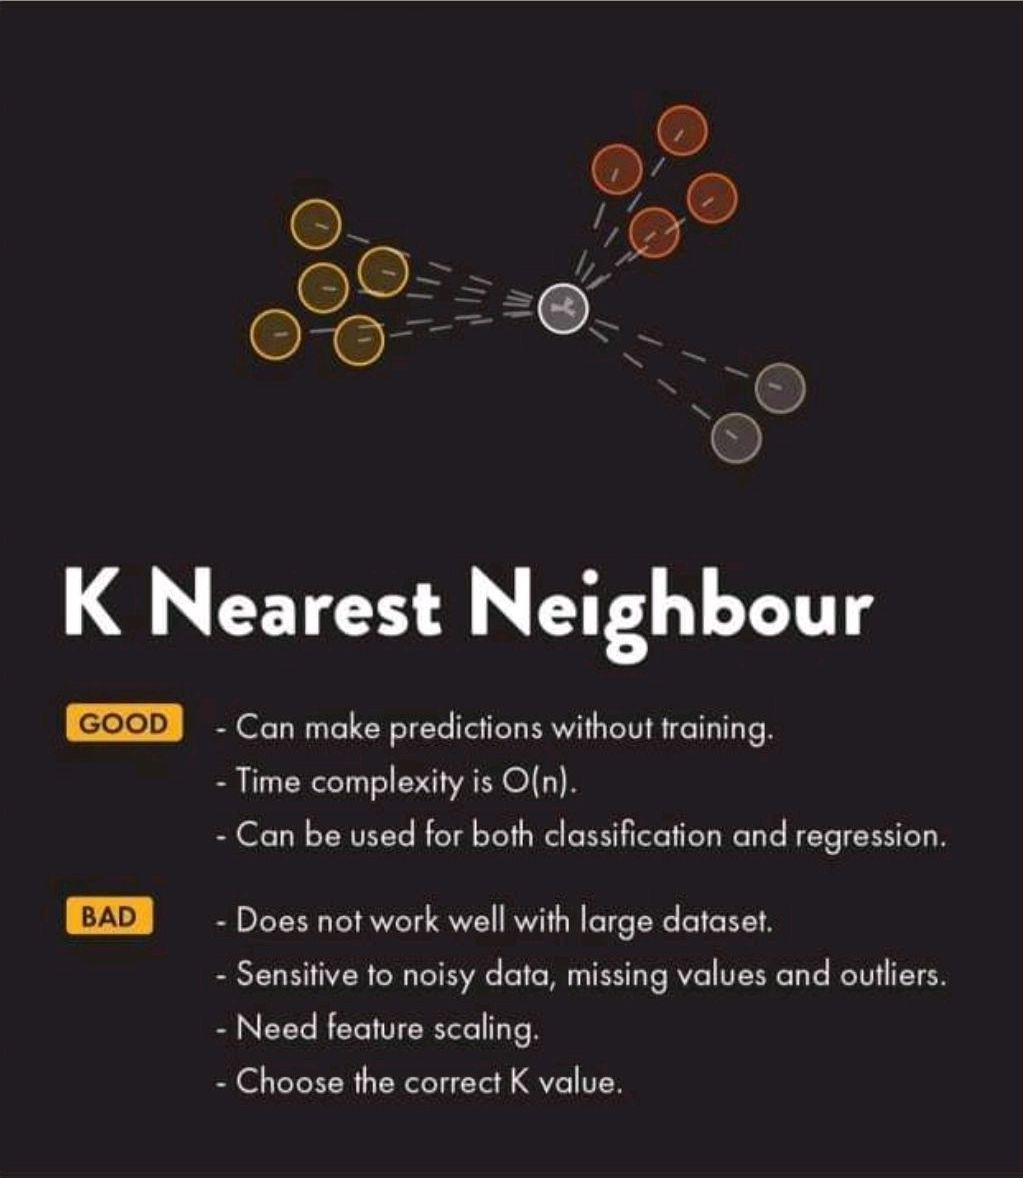 K Nearest Neighbour
GOOD - Can make predictions without training.
- Time complexity is O(n).
- Can be used for both classification and regression.
BAD - Does not work well with large dataset.
- Sensitive to noisy data, missing values and outliers.
- Need feature scaling.
- Choose the correct K value.